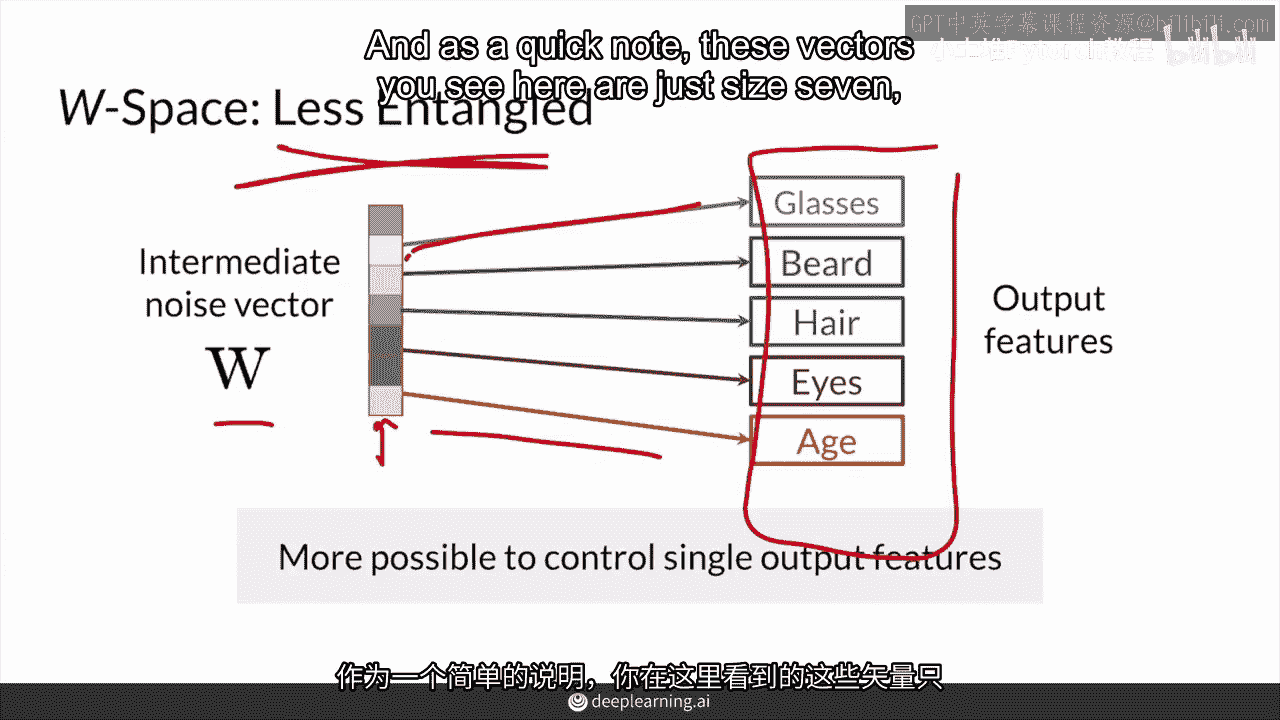 GPT中英字幕课程资源@bilibili.com
And as a quick note, these vectors
you see here are just size seven,
bilibili
W-Space: Less Entangled
Intermediate
noise vector
W
Glasses
Beard
Hair
Eyes
Age
Output
features
More possible to control single output features
作为一个简单的说明，你在这里看到的这些矢量只
deeplearning.ai